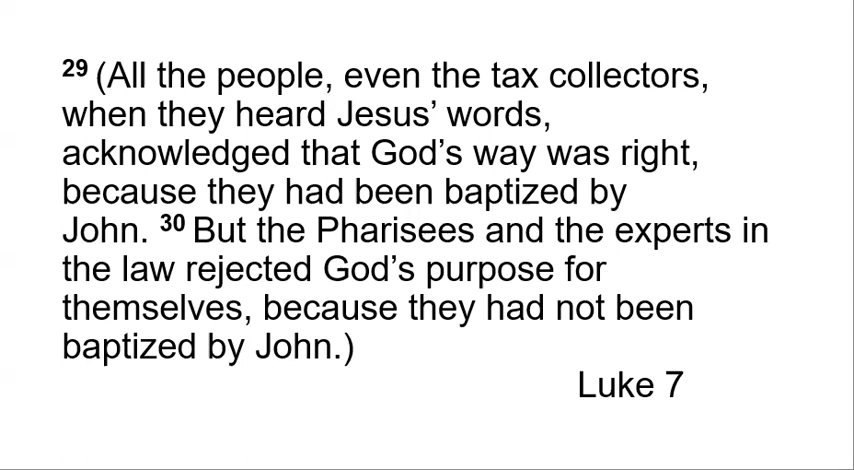 29 (All the people, even the tax collectors,
when they heard Jesus’ words,
acknowledged that God’s way was right,
because they had been baptized by
John. 30 But the Pharisees and the experts in
the law rejected God’s purpose for
themselves, because they had not been
baptized by John.)
Luke 7